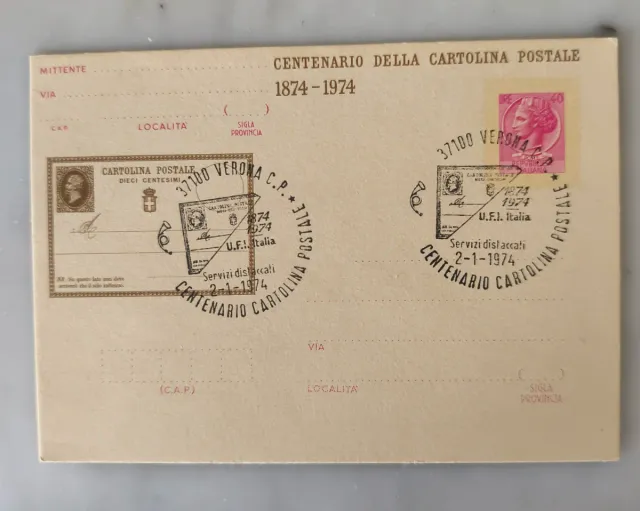 CENTENARIO DELLA CARTOLINA POSTALE
1874-1974
MITTENTE
VIA
( )
C.A.P. LOCALITÀ SIGLA
PROVINCIA
40
CARTOLINA POSTALE
DIECI CENTESIMI
37100 VERONA C.P.
1874
1974
U.F.I. Italia
Servizi distaccati
2-1-1974
CENTENARIO CARTOLINA POSTALE
37100 VERONA C.P.
1874
1974
U.F.I. Italia
Servizi distaccati
2-1-1974
CENTENARIO CARTOLINA POSTALE
VIA
( )
(C.A.P.) LOCALITA' SIGLA
PROVINCIA